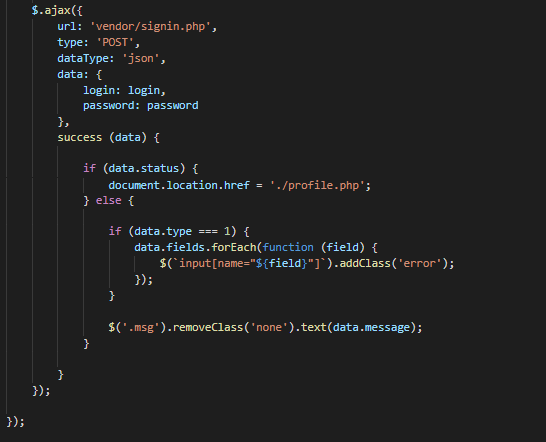 $.ajax({
url: 'vendor/signin.php',
type: 'POST',
dataType: 'json',
data: {
login: login,
password: password
},
success (data) {
if (data.status) {
document.location.href = './profile.php';
} else {
if (data.type === 1) {
data.fields.forEach(function (field) {
$(`input[name="${field}"]`).addClass('error');
});
}
$('.msg').removeClass('none').text(data.message);
}
}
});
});